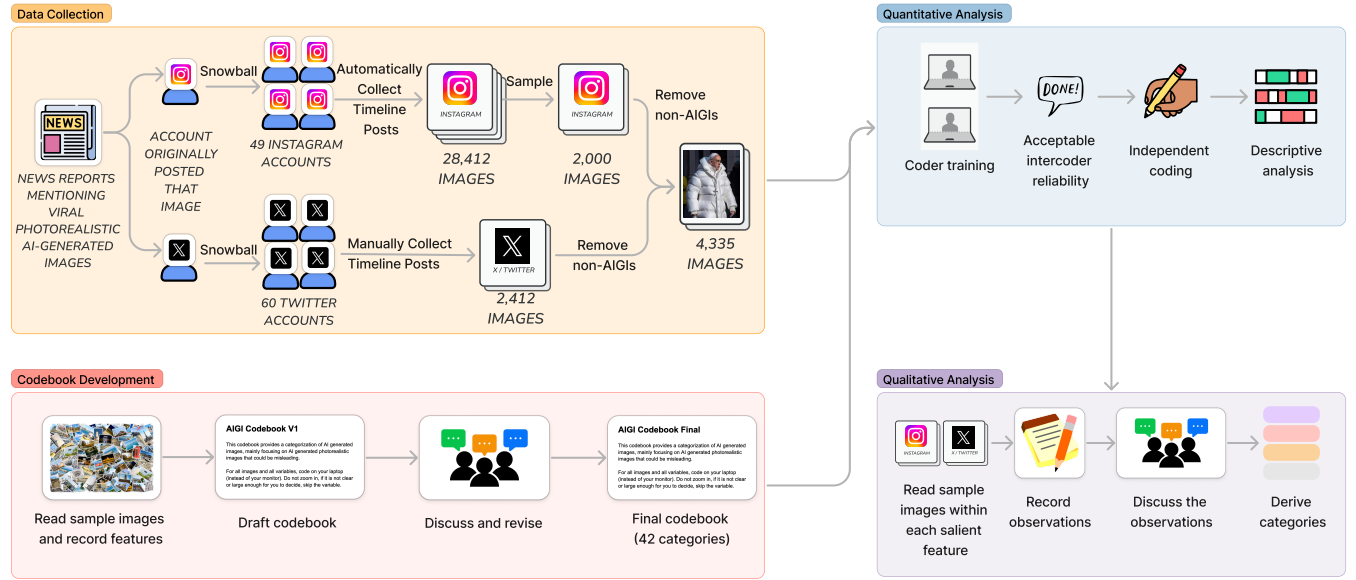 Data Collection
NEWS
NEWS REPORTS
MENTIONING
VIRAL
PHOTOREALISTIC
AI-GENERATED
IMAGES
ACCOUNT
ORIGINALLY
POSTED
THAT
IMAGE
Snowball
49 INSTAGRAM
ACCOUNTS
Automatically
Collect
Timeline
Posts
INSTAGRAM
28,412
IMAGES
Sample
INSTAGRAM
2,000
IMAGES
Remove
non-AIGIs
Snowball
60 TWITTER
ACCOUNTS
Manually Collect
Timeline Posts
X / TWITTER
2,412
IMAGES
Remove
non-AIGIs
4,335
IMAGES
Quantitative Analysis
Coder training
DONE!
Acceptable
intercoder
reliability
Independent
coding
Descriptive
analysis
Codebook Development
Read sample images
and record features
AIGI Codebook V1
This codebook provides a categorization of AI generated
images, mainly focusing on AI generated photorealistic
images that could be misleading.
For all images and all variables, code on your laptop
(instead of your monitor). Do not zoom in, if it is not clear
or large enough for you to decide, skip the variable.
Draft codebook
Discuss and revise
AIGI Codebook Final
This codebook provides a categorization of AI generated
images, mainly focusing on AI generated photorealistic
images that could be misleading.
For all images and all variables, code on your laptop
(instead of your monitor). Do not zoom in, if it is not clear
or large enough for you to decide, skip the variable.
Final codebook
(42 categories)
Qualitative Analysis
INSTAGRAM
X / TWITTER
Read sample
images within
each salient
feature
Record
observations
Discuss the
observations
Derive
categories